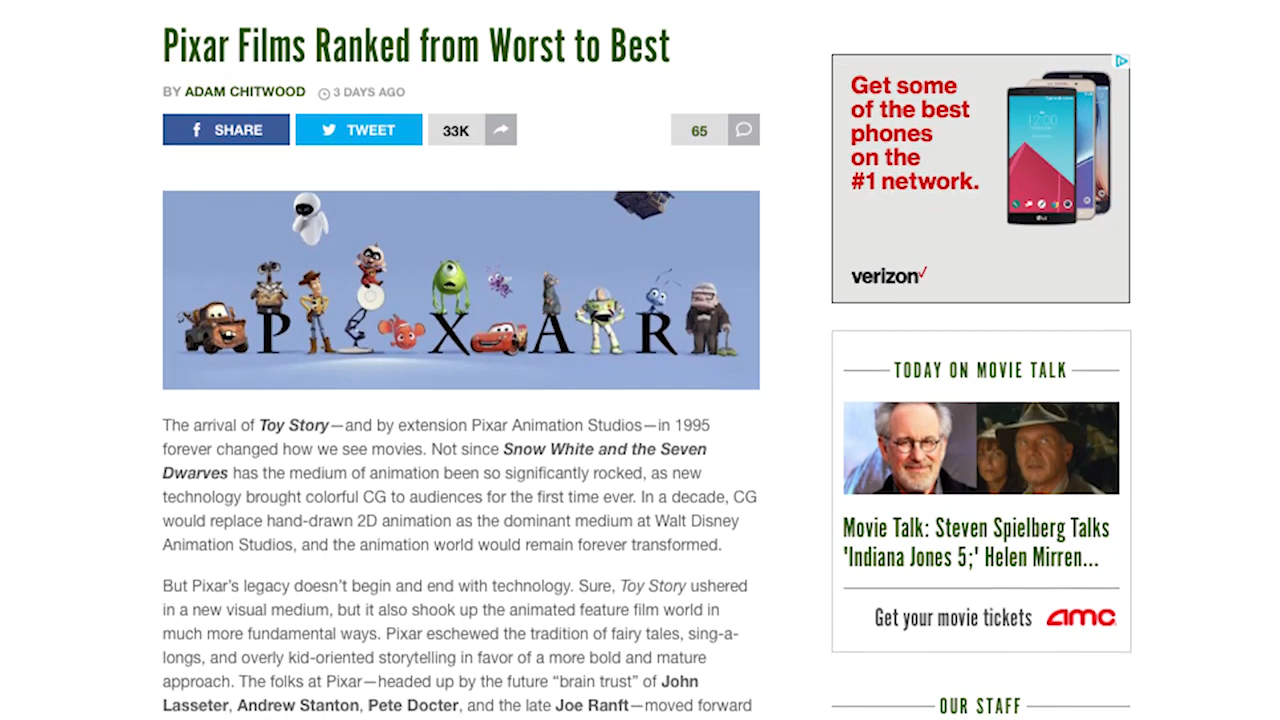 Pixar Films Ranked from Worst to Best
BY ADAM CHITWOOD 3 DAYS AGO
SHARE
TWEET
33K
65
P I X A R
The arrival of Toy Story—and by extension Pixar Animation Studios—in 1995
forever changed how we see movies. Not since Snow White and the Seven
Dwarves has the medium of animation been so significantly rocked, as new
technology brought colorful CG to audiences for the first time ever. In a decade, CG
would replace hand-drawn 2D animation as the dominant medium at Walt Disney
Animation Studios, and the animation world would remain forever transformed.
But Pixar's legacy doesn't begin and end with technology. Sure, Toy Story ushered
in a new visual medium, but it also shook up the animated feature film world in
much more fundamental ways. Pixar eschewed the tradition of fairy tales, sing-a-
longs, and overly kid-oriented storytelling in favor of a more bold and mature
approach. The folks at Pixar—headed up by the future “brain trust” of John
Lasseter, Andrew Stanton, Pete Docter, and the late Joe Ranft—moved forward
Get some
of the best
phones
on the
#1 network.
12:00
LG
verizon
TODAY ON MOVIE TALK
Movie Talk: Steven Spielberg Talks
'Indiana Jones 5;' Helen Mirren...
Get your movie tickets amc
OUR STAFF